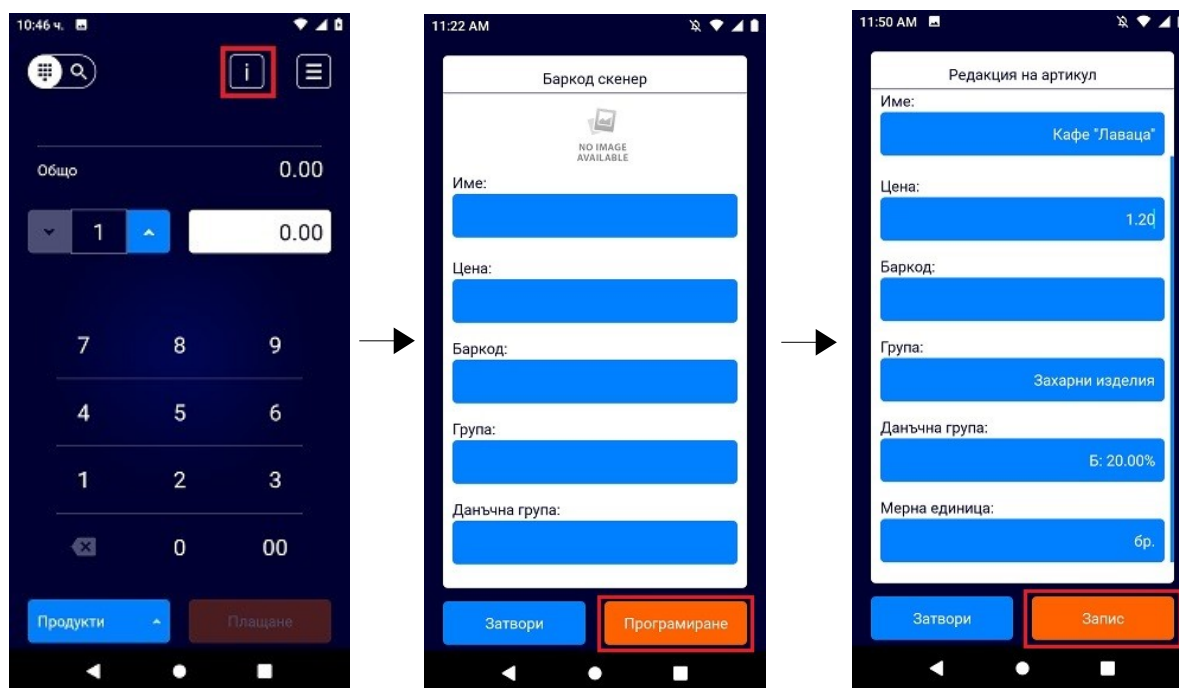 10:46 ч.
i
Общо
0.00
1
0.00
7 8 9
4 5 6
1 2 3
0 00
Продукти
Плащане
11:22 AM
Баркод скенер
NO IMAGE
AVAILABLE
Име:
Цена:
Баркод:
Група:
Данъчна група:
Затвори
Програмиране
11:50 AM
Редакция на артикул
Име:
Кафе "Лаваца"
Цена:
1.20
Баркод:
Група:
Захарни изделия
Данъчна група:
Б: 20.00%
Мерна единица:
бр.
Затвори
Запис